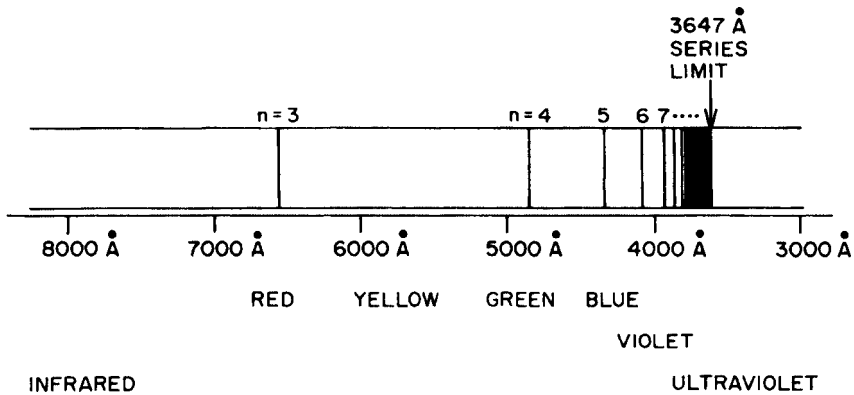 3647 Å
SERIES
LIMIT
n = 3 n = 4 5 6 7 ····
8000 Å 7000 Å 6000 Å 5000 Å 4000 Å 3000 Å
RED YELLOW GREEN BLUE
VIOLET
INFRARED ULTRAVIOLET